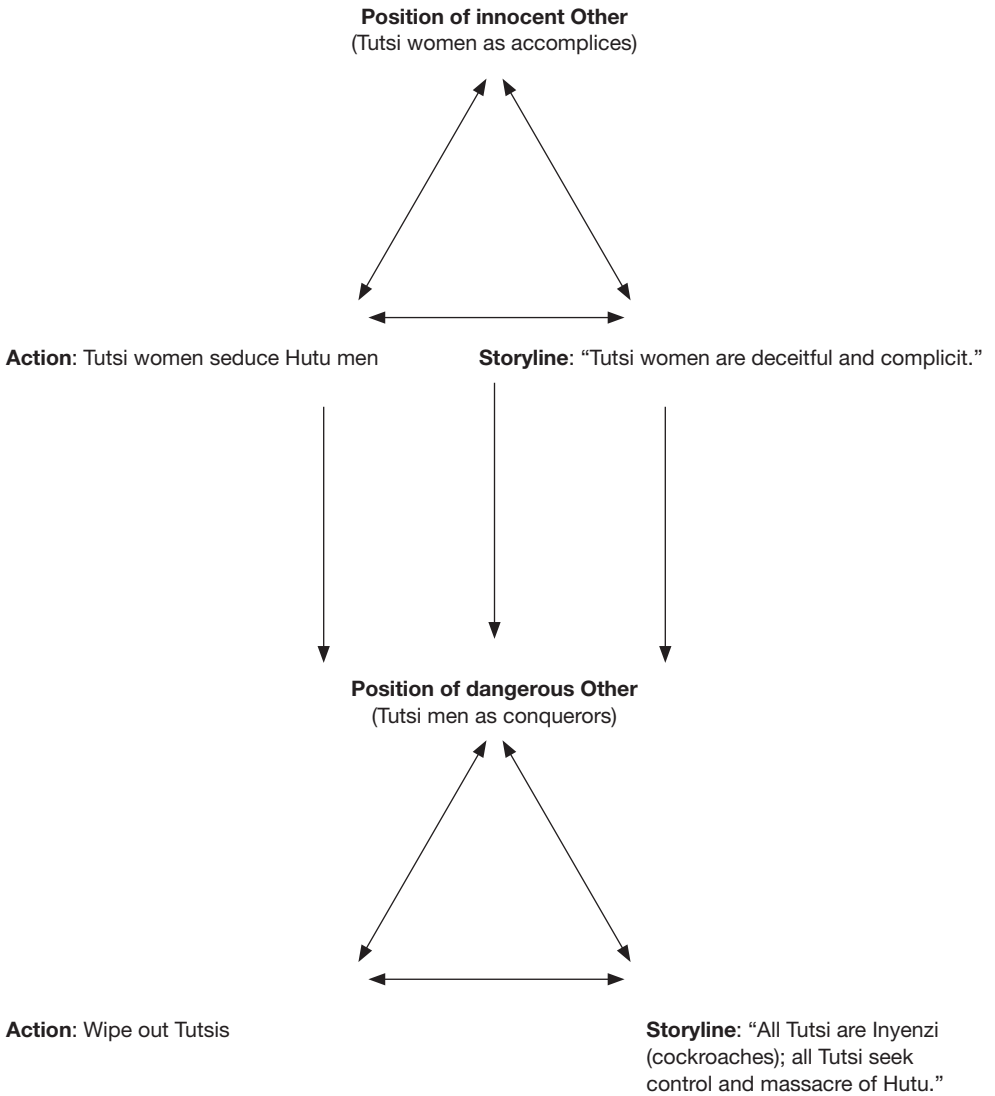 Position of innocent Other
(Tutsi women as accomplices)
Action: Tutsi women seduce Hutu men
Storyline: “Tutsi women are deceitful and complicit.”
Position of dangerous Other
(Tutsi men as conquerors)
Action: Wipe out Tutsis
Storyline: “All Tutsi are Inyenzi
(cockroaches); all Tutsi seek
control and massacre of Hutu.”